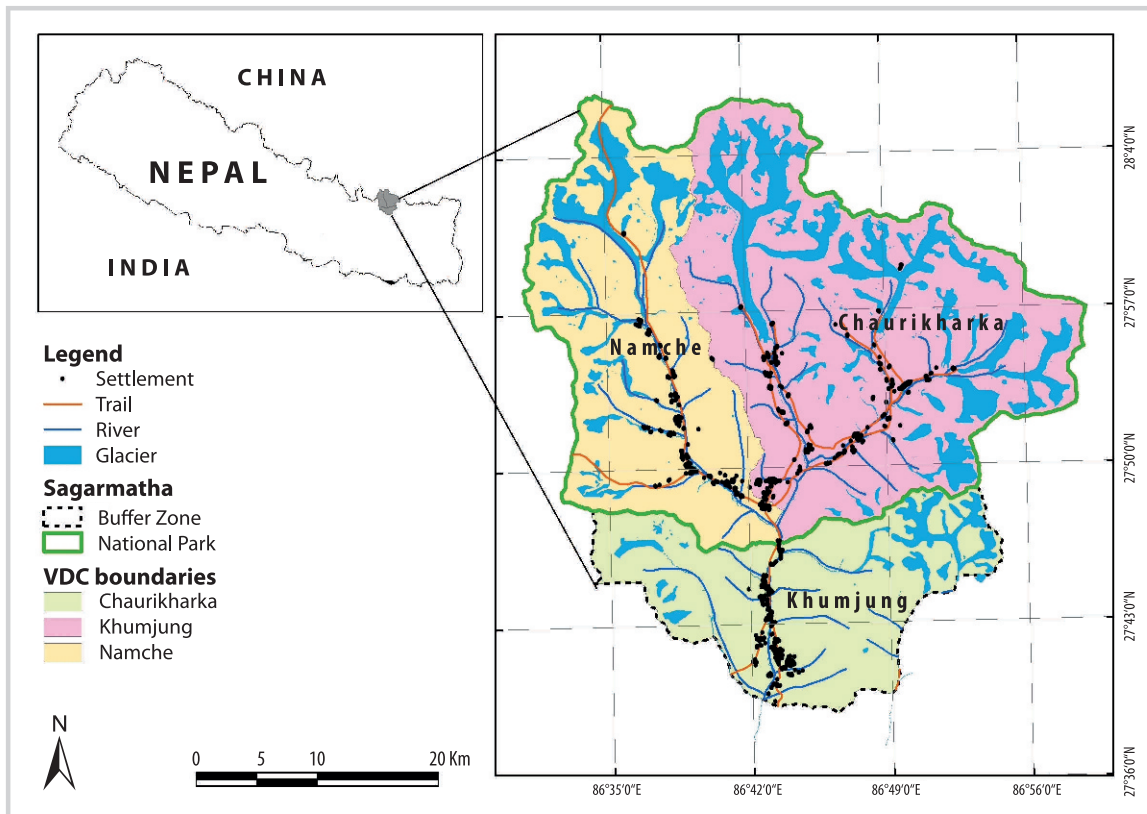 CHINA
NEPAL
INDIA
Legend
Settlement
Trail
River
Glacier
Sagarmatha
Buffer Zone
National Park
VDC boundaries
Chaurikharka
Khumjung
Namche
N
0 5 10 20 Km
Namche
Chaurikharka
Khumjung
28°4'0"N
27°57'0"N
27°50'0"N
27°43'0"N
27°36'0"N
86°35'0"E 86°42'0"E 86°49'0"E 86°56'0"E